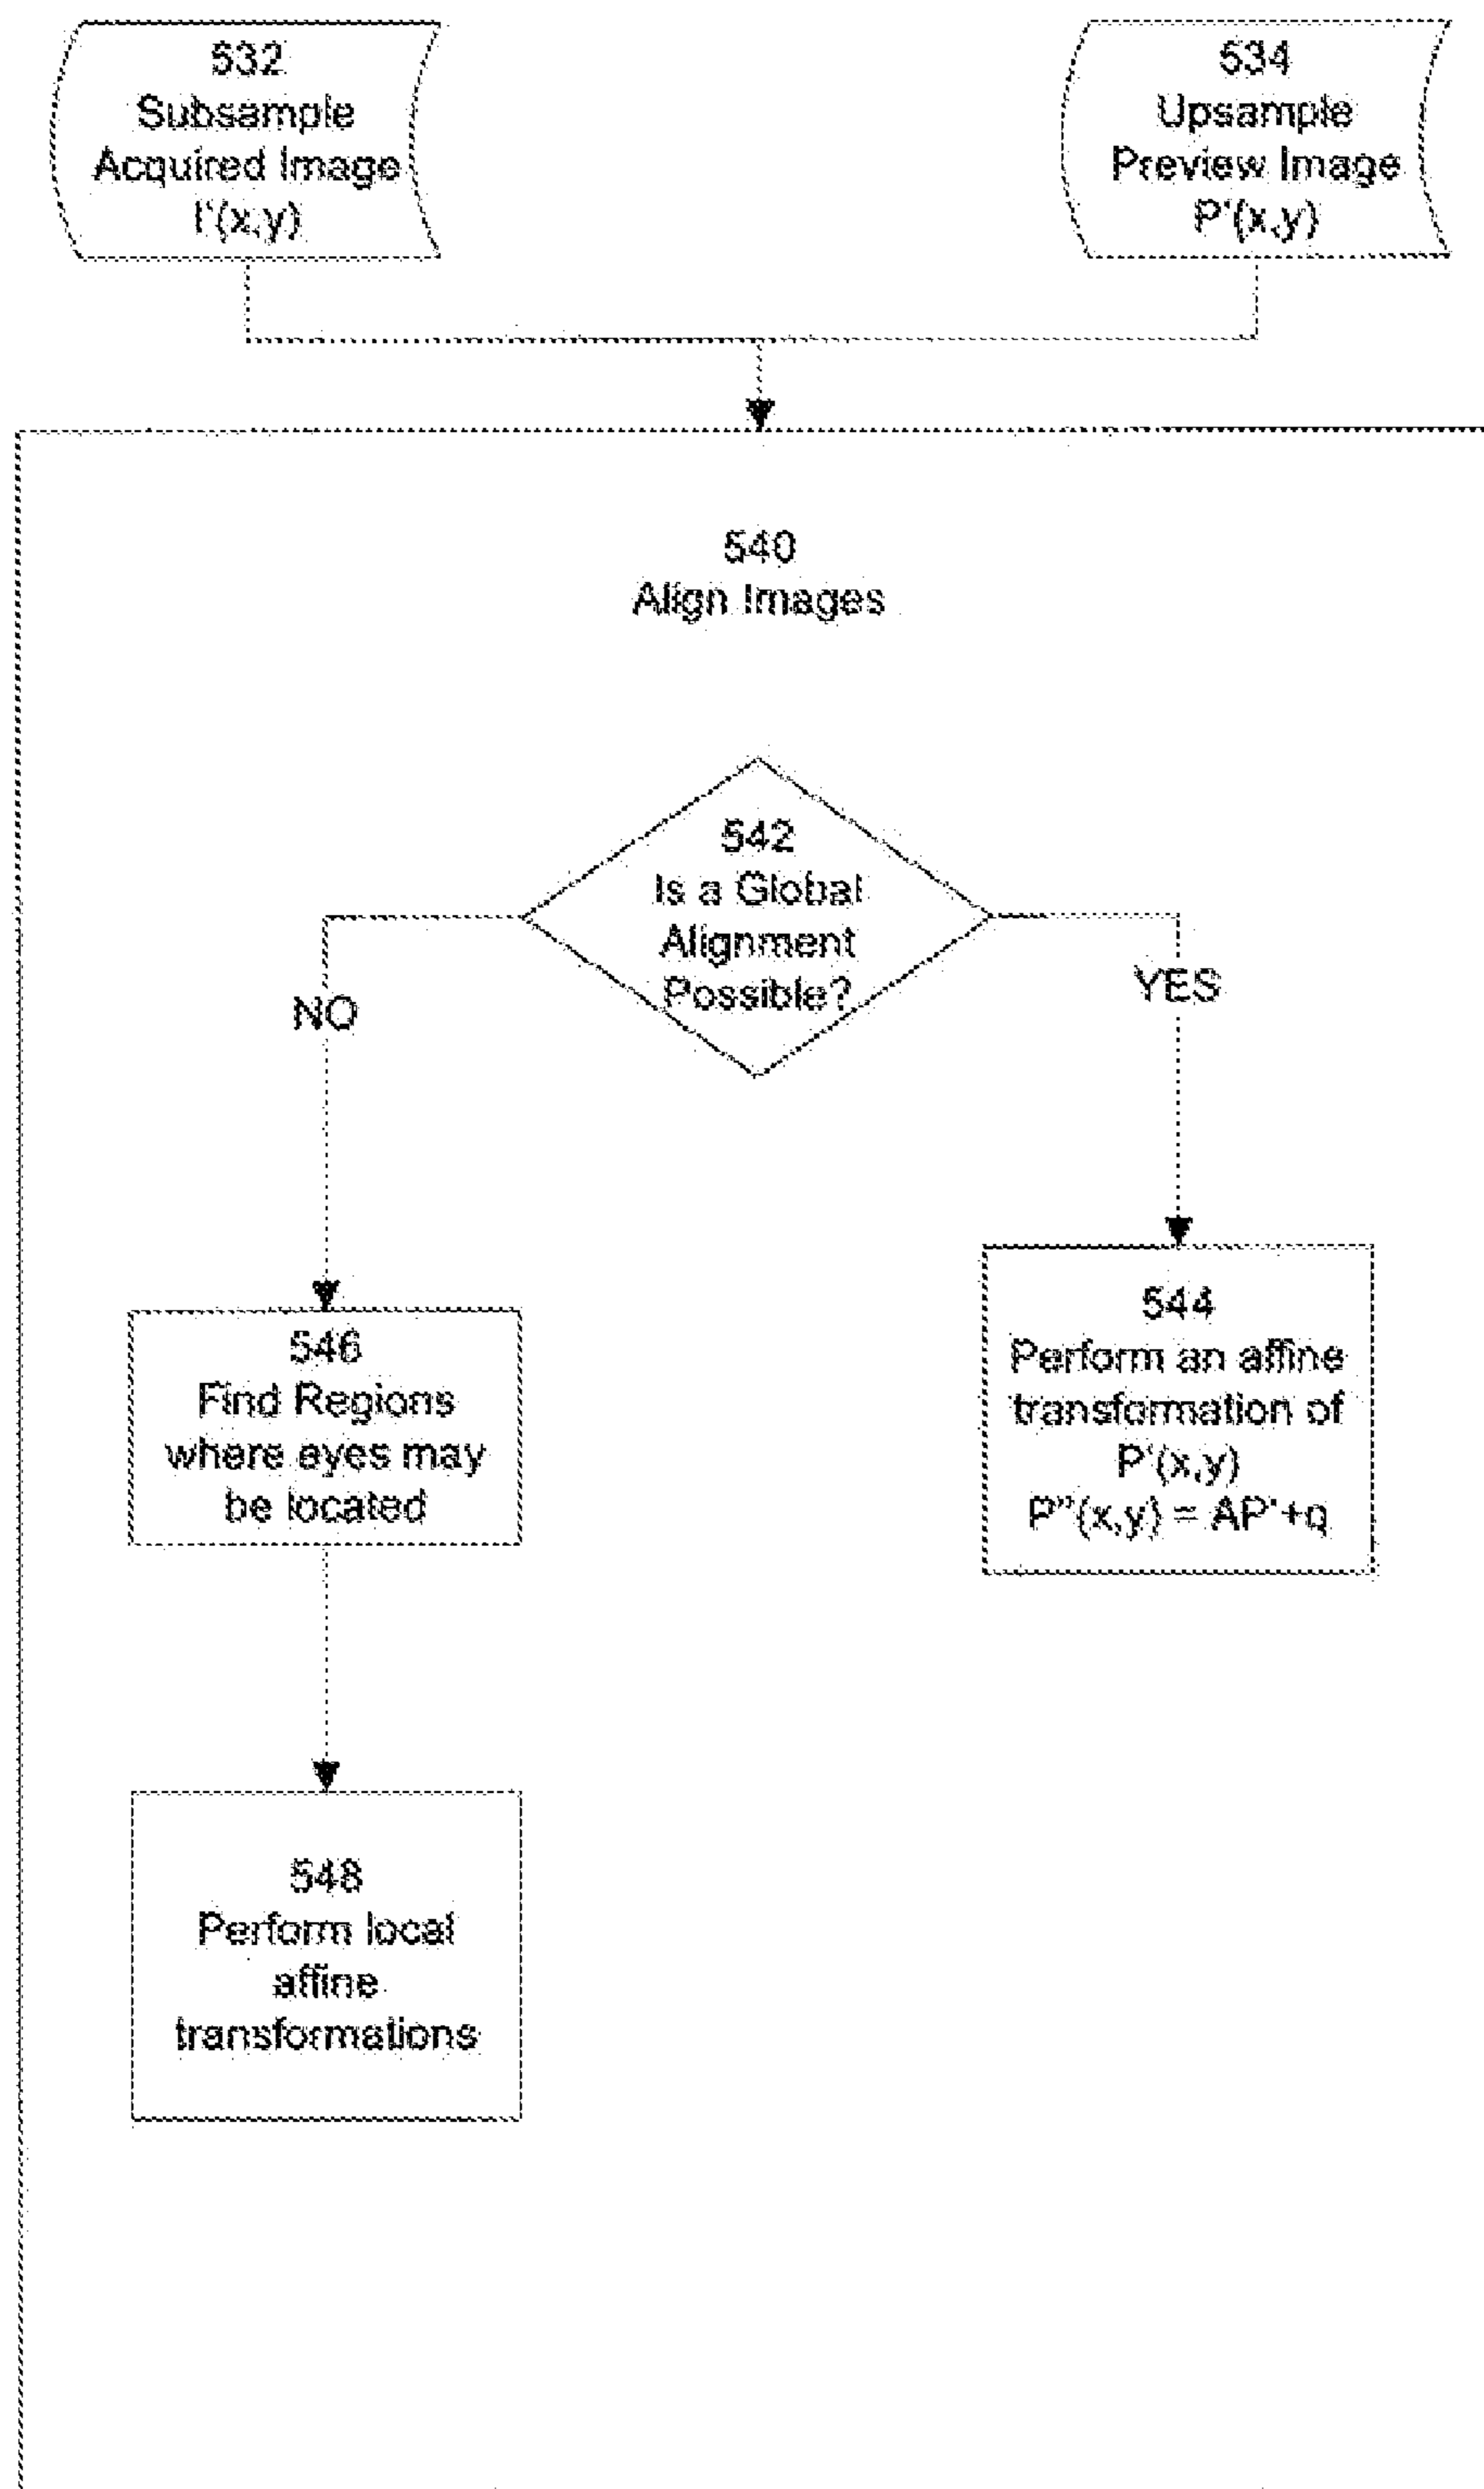 532
Subsample
Acquired Image
I'(x,y)
534
Upsample
Preview Image
P'(x,y)
540
Align Images
542
Is a Global
Alignment
Possible?
NO
YES
546
Find Regions
where eyes may
be located
544
Perform an affine
transformation of
P'(x,y)
P"(x,y) = AP'+q
548
Perform local
affine
transformations